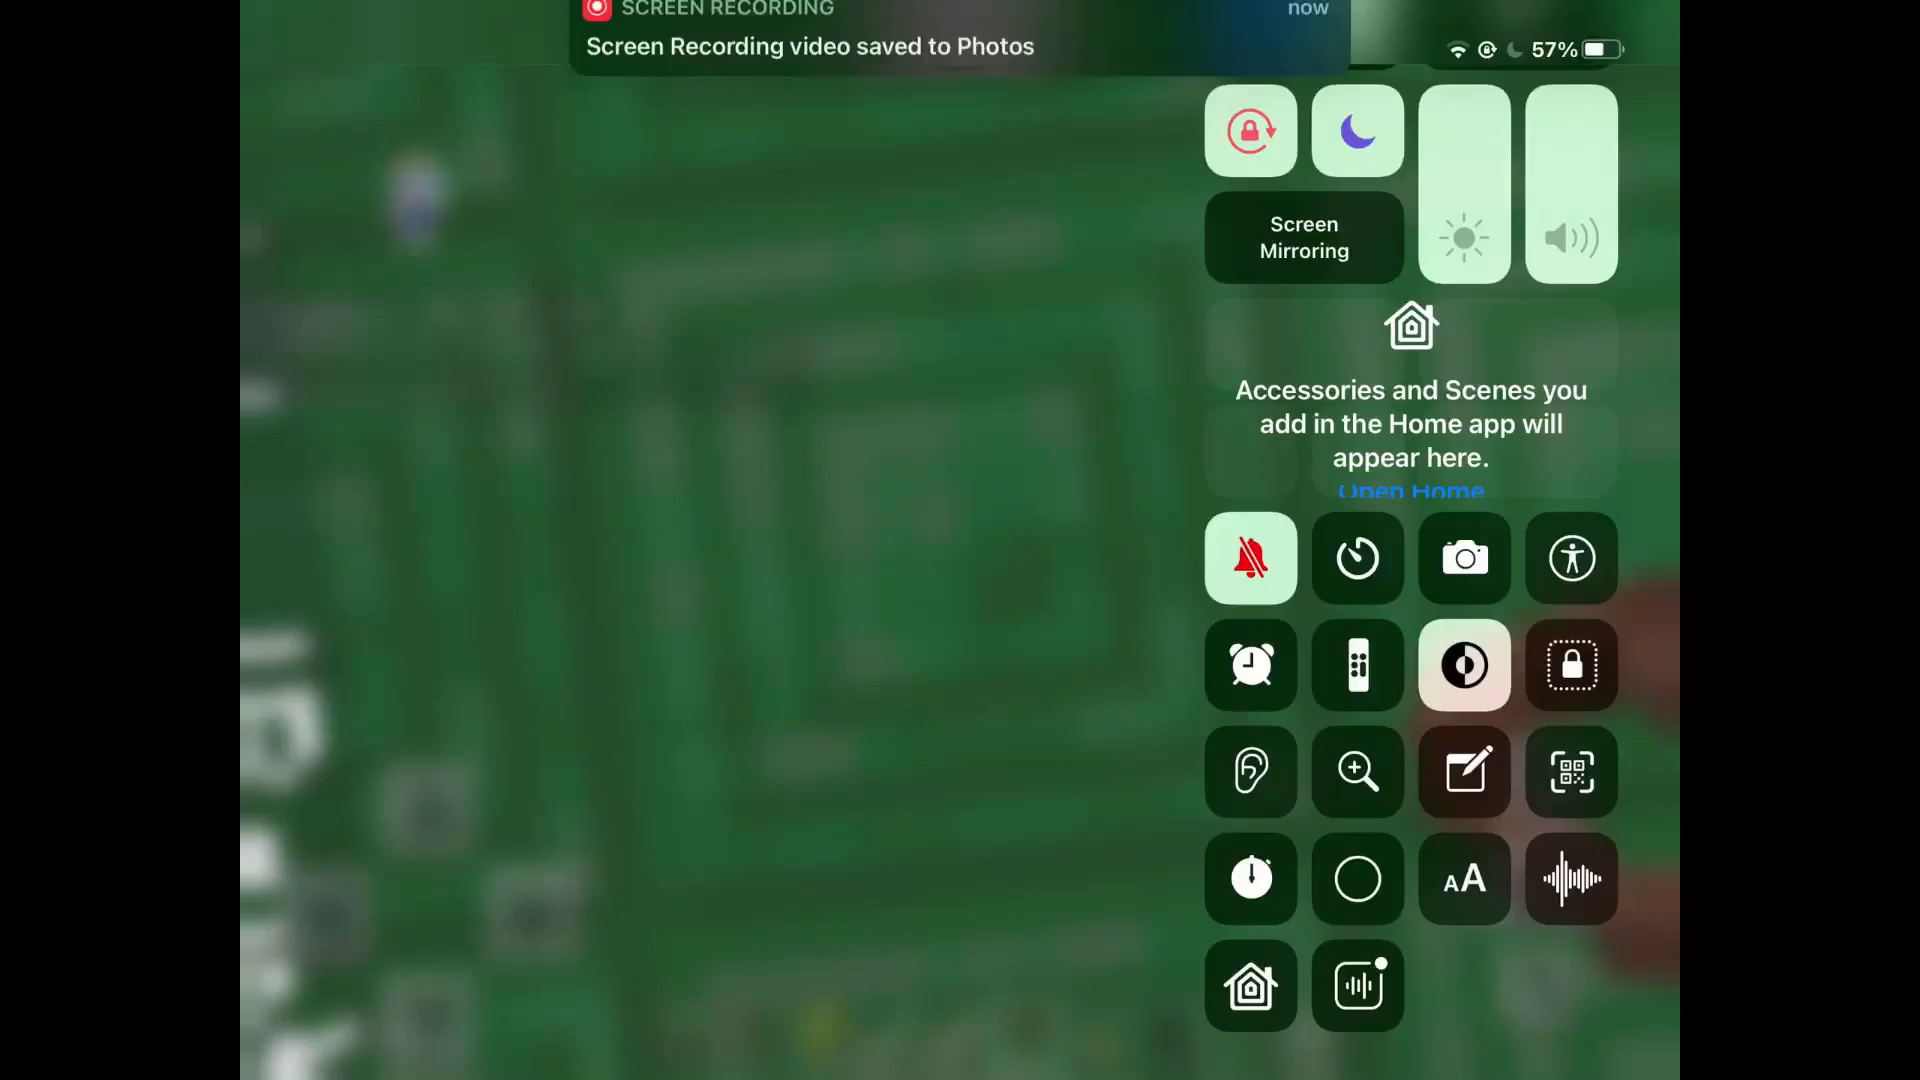 SCREEN RECORDING
now
Screen Recording video saved to Photos
57%
Screen
Mirroring
Accessories and Scenes you
add in the Home app will
appear here.
Open Home
AA